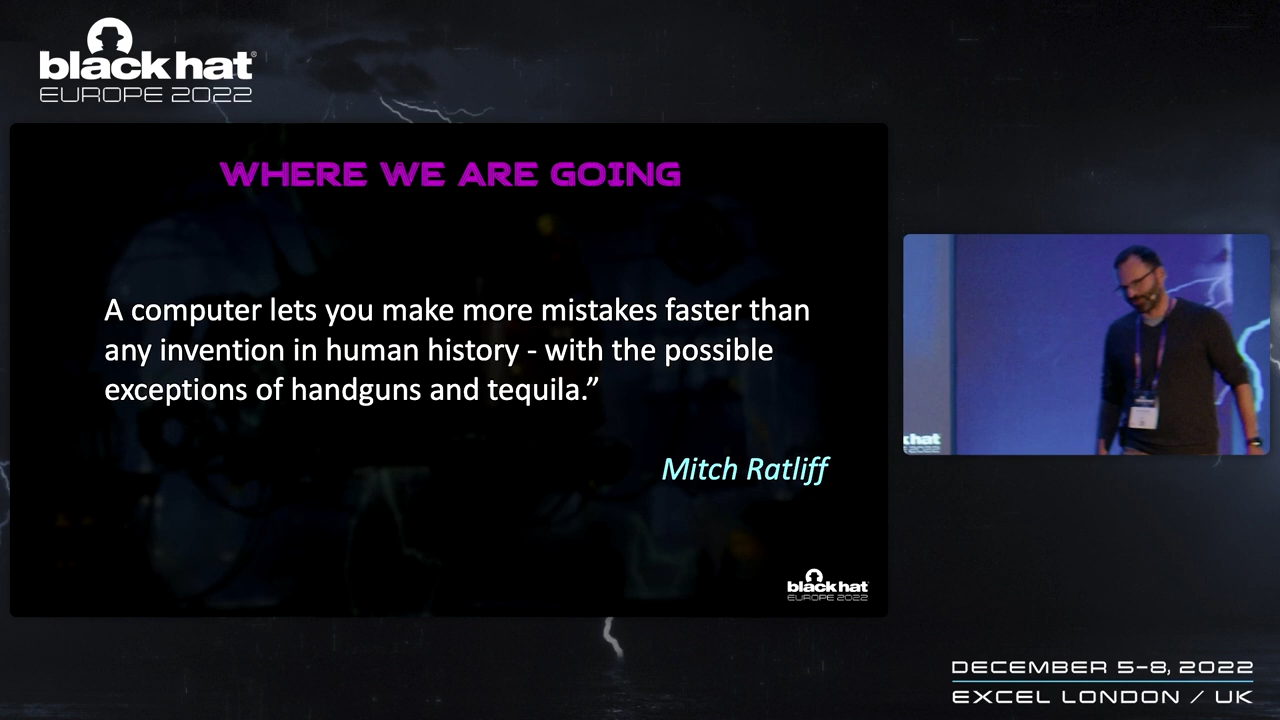 black hat®
EUROPE 2022
WHERE WE ARE GOING
A computer lets you make more mistakes faster than
any invention in human history - with the possible
exceptions of handguns and tequila.”
Mitch Ratliff
black hat
EUROPE 2022
k hat
2022
DECEMBER 5-8, 2022
EXCEL LONDON / UK